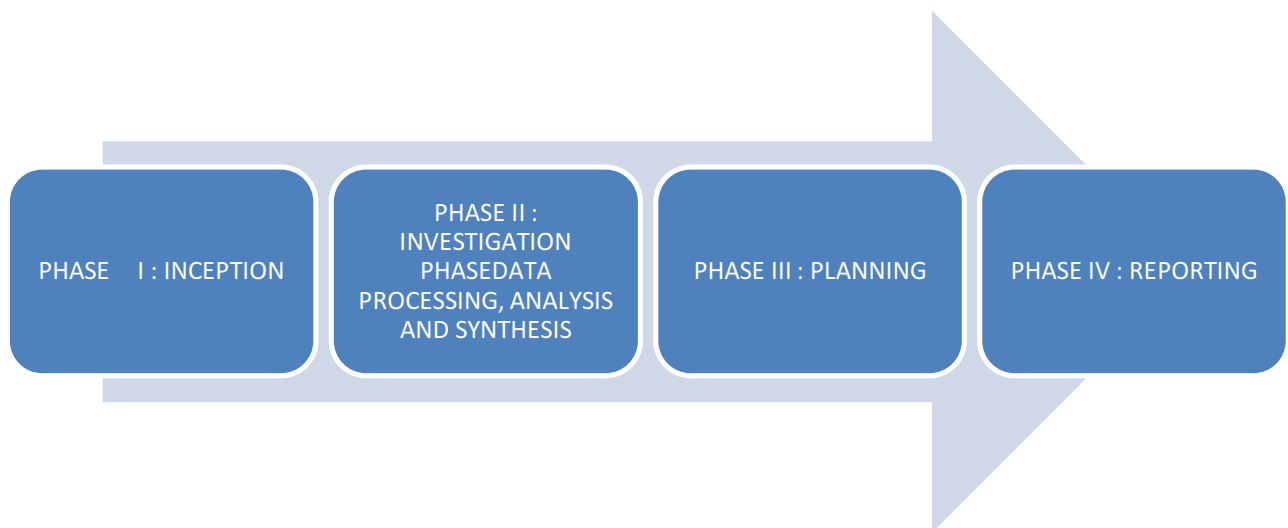 PHASE I : INCEPTION
PHASE II :
INVESTIGATION
PHASEDATA
PROCESSING, ANALYSIS
AND SYNTHESIS
PHASE III : PLANNING
PHASE IV : REPORTING